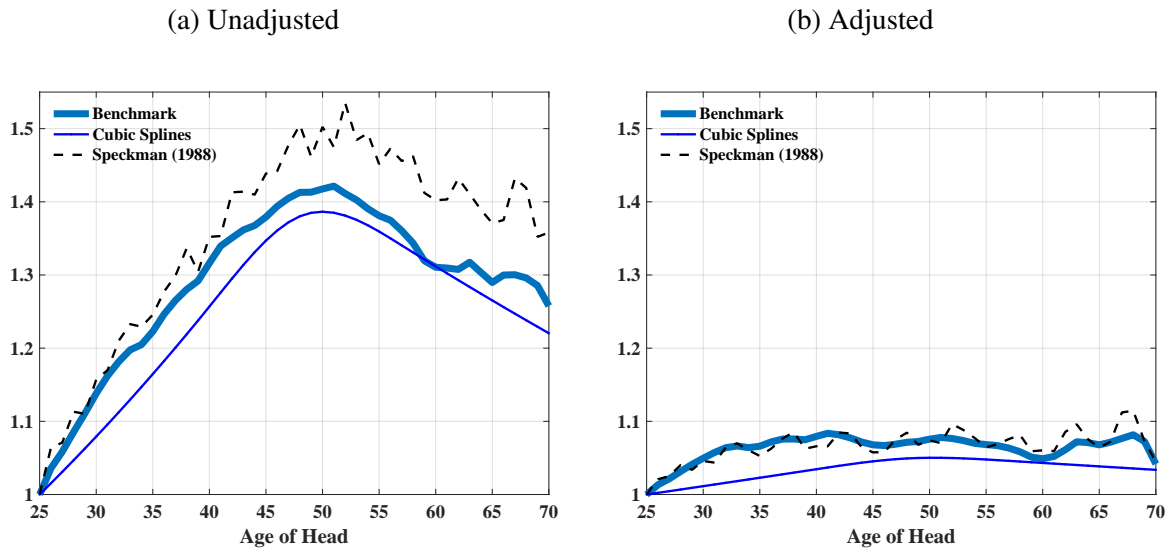 (a) Unadjusted
Benchmark
Cubic Splines
Speckman (1988)
1.5
1.4
1.3
1.2
1.1
1
25 30 35 40 45 50 55 60 65 70
Age of Head
(b) Adjusted
Benchmark
Cubic Splines
Speckman (1988)
1.5
1.4
1.3
1.2
1.1
1
25 30 35 40 45 50 55 60 65 70
Age of Head